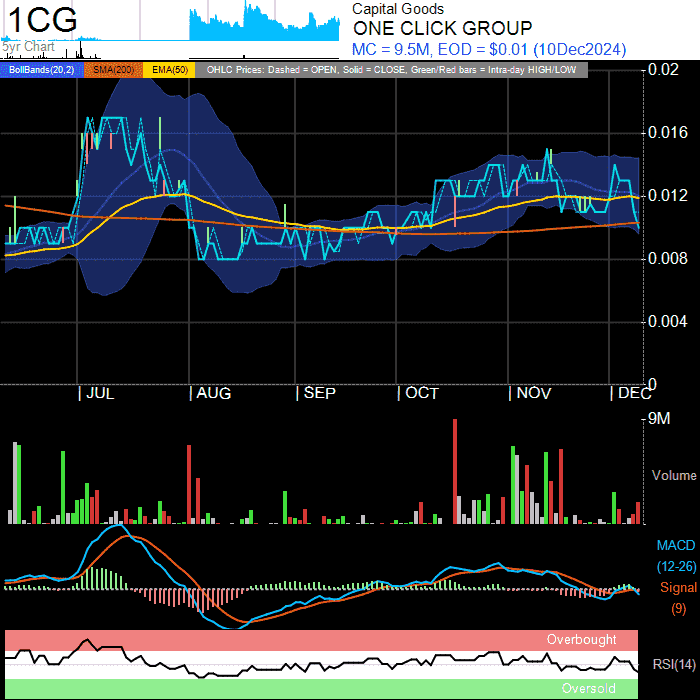 1CG
5yr Chart
Capital Goods
ONE CLICK GROUP
MC = 9.5M, EOD = $0.01 (10Dec2024)
BollBands(20,2) SMA(200) EMA(50) OHLC Prices: Dashed = OPEN, Solid = CLOSE, Green/Red bars = Intra-day HIGH/LOW
0.02
0.016
0.012
0.008
0.004
0
| JUL | AUG | SEP | OCT | NOV | DEC
9M
Volume
MACD
(12-26)
Signal
(9)
Overbought
RSI(14)
Oversold